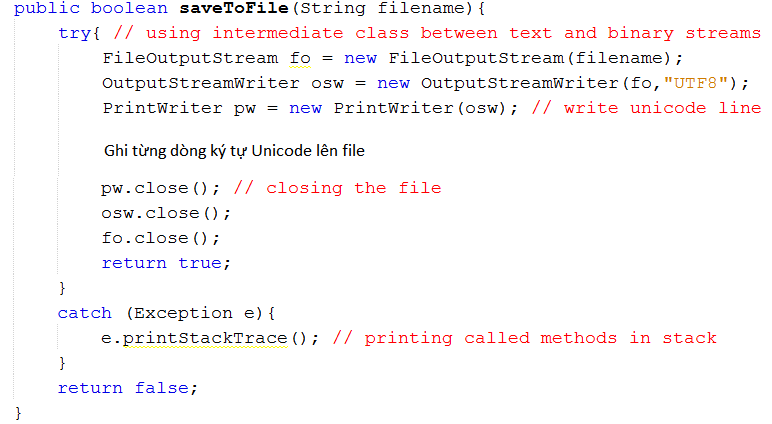 public boolean saveToFile(String filename){
try{ // using intermediate class between text and binary streams
FileOutputStream fo = new FileOutputStream(filename);
OutputStreamWriter osw = new OutputStreamWriter(fo,"UTF8");
PrintWriter pw = new PrintWriter(osw); // write unicode line
Ghi từng dòng ký tự Unicode lên file
pw.close(); // closing the file
osw.close();
fo.close();
return true;
}
catch (Exception e){
e.printStackTrace(); // printing called methods in stack
}
return false;
}